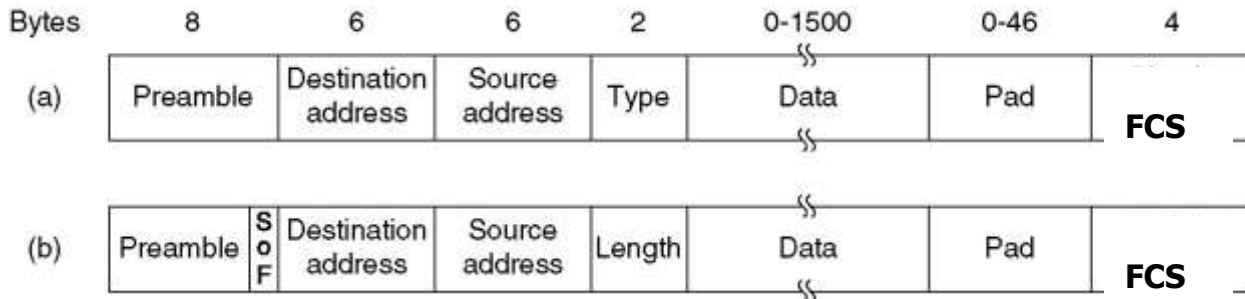 Bytes 8 6 6 2 0-1500 0-46 4
(a) Preamble Destination address Source address Type Data Pad FCS
(b) Preamble SoF Destination address Source address Length Data Pad FCS